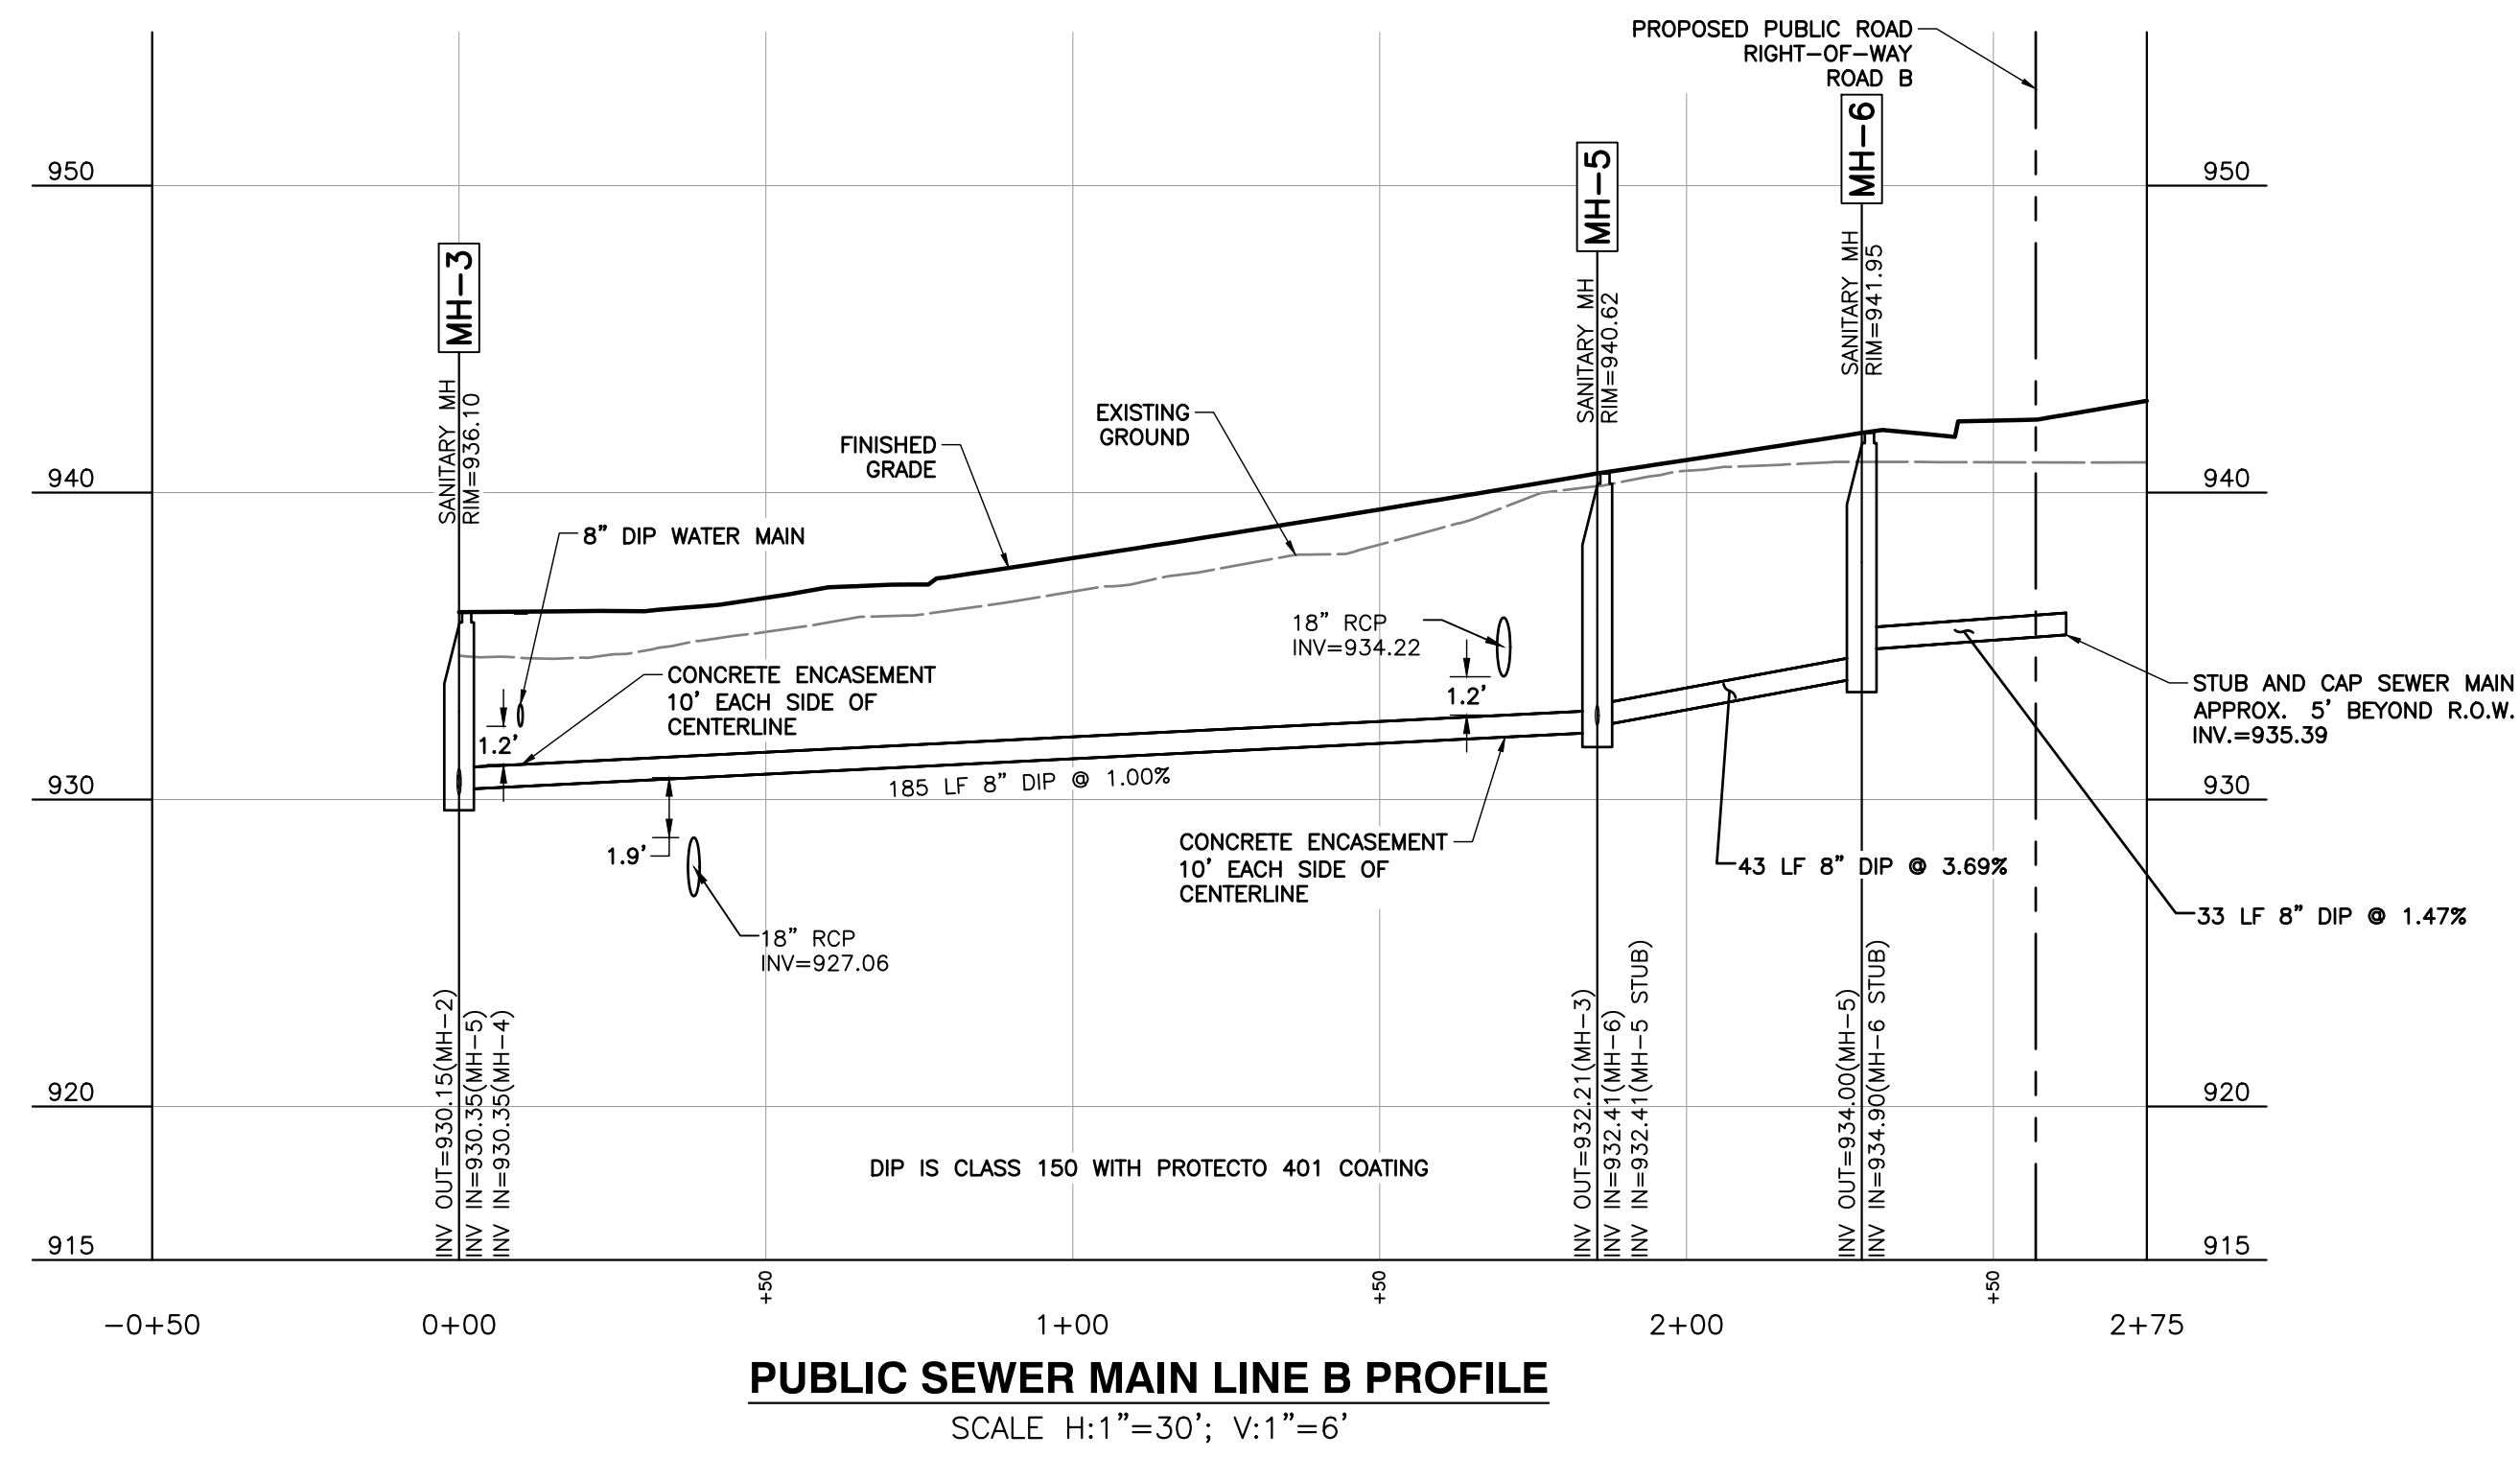 PROPOSED PUBLIC ROAD
RIGHT-OF-WAY
ROAD B
MH-3
MH-5
MH-6
950
950
SANITARY MH
RIM=936.10
SANITARY MH
RIM=940.62
SANITARY MH
RIM=941.95
EXISTING
GROUND
FINISHED
GRADE
940
940
8” DIP WATER MAIN
18” RCP
INV=934.22
CONCRETE ENCASEMENT
10’ EACH SIDE OF
CENTERLINE
1.2’
1.2’
STUB AND CAP SEWER MAIN
APPROX. 5’ BEYOND R.O.W.
INV.=935.39
930
930
185 LF 8” DIP @ 1.00%
1.9’
CONCRETE ENCASEMENT
10’ EACH SIDE OF
CENTERLINE
43 LF 8” DIP @ 3.69%
33 LF 8” DIP @ 1.47%
18” RCP
INV=927.06
INV OUT=930.15(MH-2)
INV IN=930.35(MH-5)
INV IN=930.35(MH-4)
INV OUT=932.21(MH-3)
INV IN=932.41(MH-6)
INV IN=932.41(MH-5 STUB)
INV OUT=934.00(MH-5)
INV IN=934.90(MH-6 STUB)
920
920
DIP IS CLASS 150 WITH PROTECTO 401 COATING
915
915
+50
+50
+50
-0+50
0+00
1+00
2+00
2+75
PUBLIC SEWER MAIN LINE B PROFILE
SCALE H:1”=30’; V:1”=6’